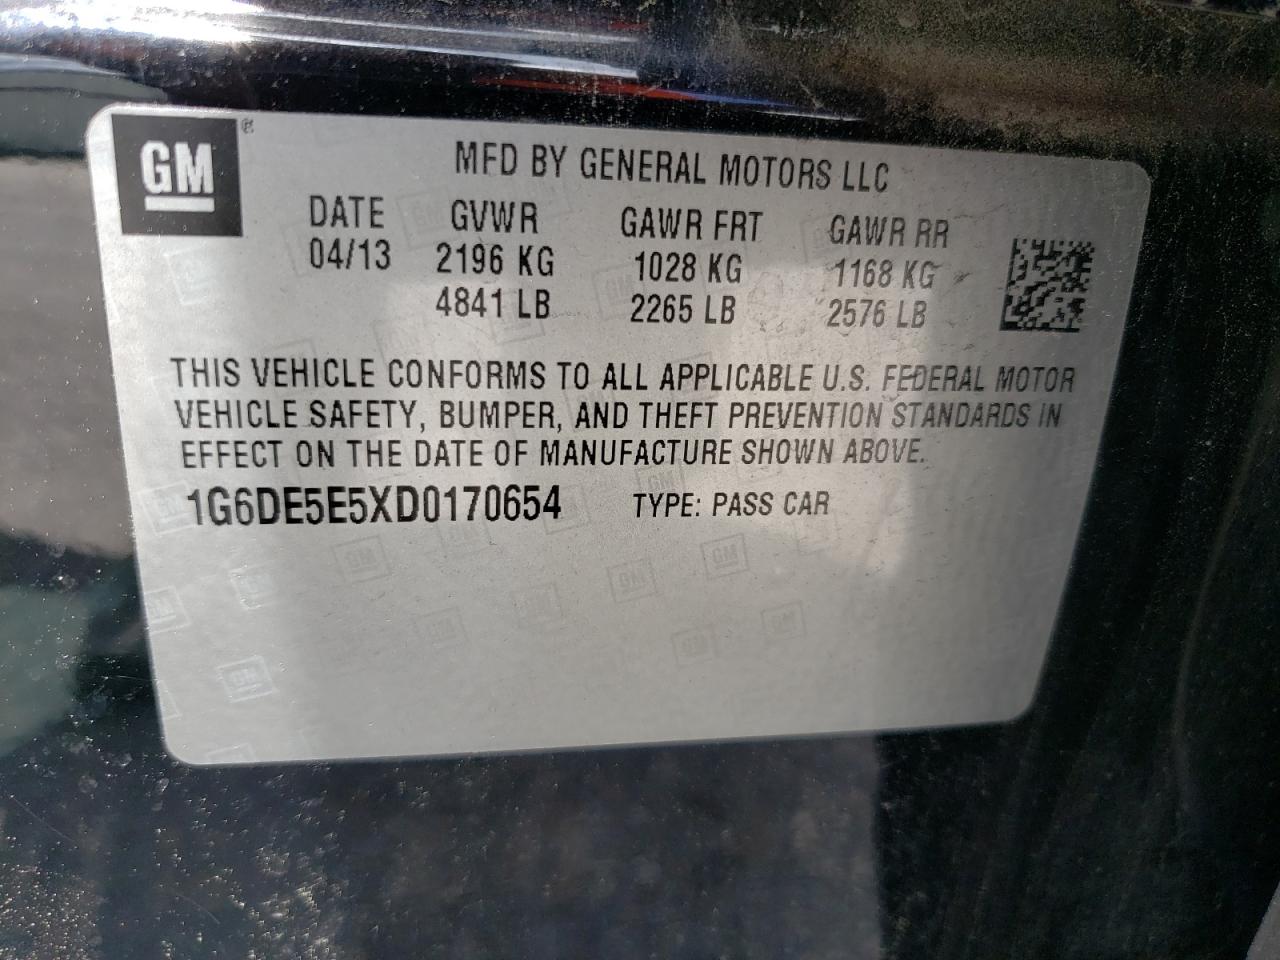 GM
MFD BY GENERAL MOTORS LLC
DATE GVWR GAWR FRT GAWR RR
04/13 2196 KG 1028 KG 1168 KG
4841 LB 2265 LB 2576 LB
THIS VEHICLE CONFORMS TO ALL APPLICABLE U.S. FEDERAL MOTOR
VEHICLE SAFETY, BUMPER, AND THEFT PREVENTION STANDARDS IN
EFFECT ON THE DATE OF MANUFACTURE SHOWN ABOVE.
1G6DE5E5XD0170654 TYPE: PASS CAR